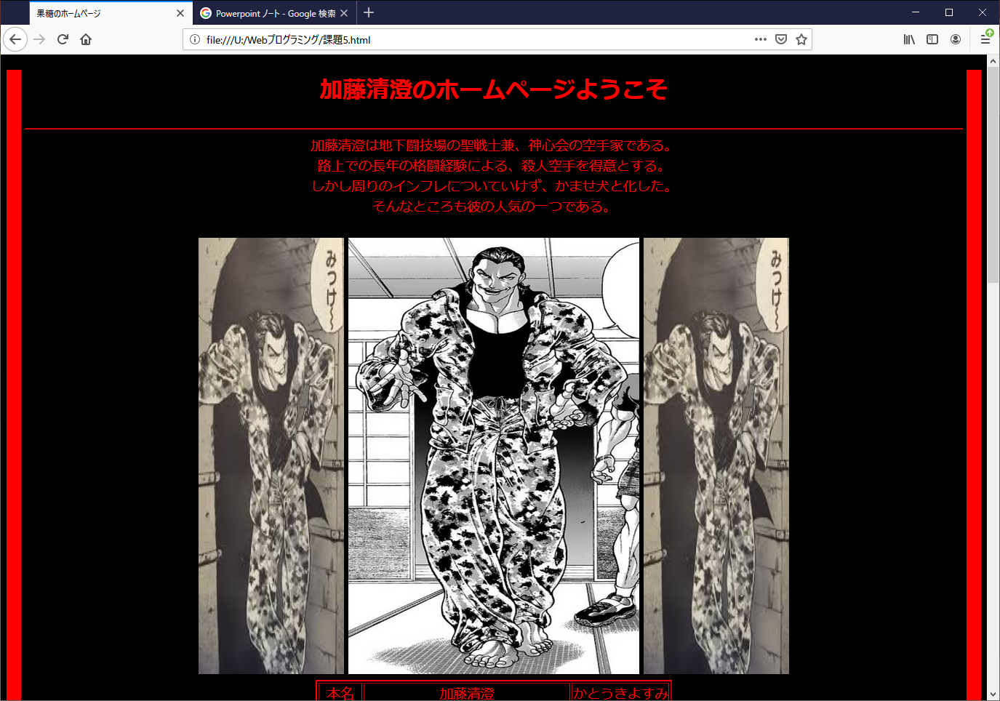 果糖のホームページ
Powerpoint ノート - Google 検索
file:///U:/Webプログラミング/課題5.html
加藤清澄のホームページようこそ
加藤清澄は地下闘技場の聖戦士兼、神心会の空手家である。
路上での長年の格闘経験による、殺人空手を得意とする。
しかし周りのインフレについていけず、かませ犬と化した。
そんなところも彼の人気の一つである。
みつけ〜
みつけ〜
本名 加藤清澄 かとうきよすみ